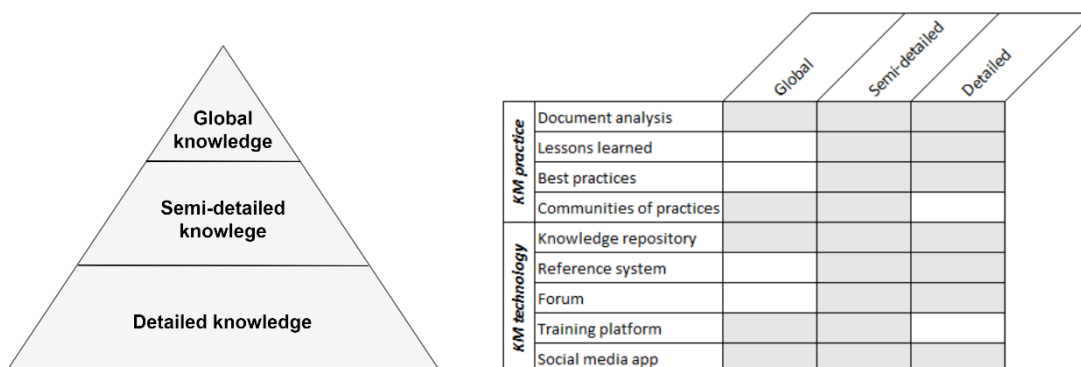 Global
knowledge
Semi-detailed
knowlege
Detailed knowledge
Global
Semi-detailed
Detailed
KM practice
Document analysis
Lessons learned
Best practices
Communities of practices
KM technology
Knowledge repository
Reference system
Forum
Training platform
Social media app